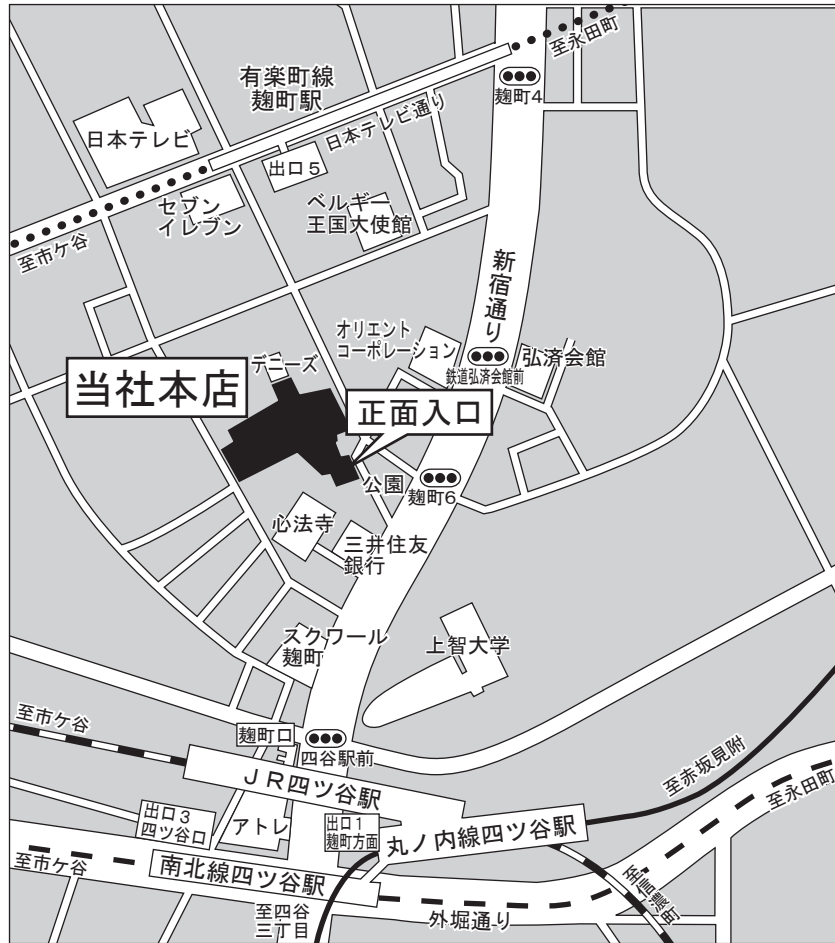 至永田町
有楽町線
麹町駅
麹町4
日本テレビ通り
日本テレビ
出口5
セブン
イレブン
ベルギー
王国大使館
至市ケ谷
新宿通り
オリエント
コーポレーション
弘済会館
鉄道弘済会館前
デニーズ
当社本店
正面入口
公園
麹町6
心法寺
三井住友
銀行
スクワール
麹町
上智大学
至市ケ谷
麹町口
四谷駅前
JR四ツ谷駅
至赤坂見附
至永田町
出口3
四ツ谷口
アトレ
出口1
麹町方面
丸ノ内線四ツ谷駅
至市ケ谷
南北線四ツ谷駅
至信濃町
至四谷
三丁目
外堀通り